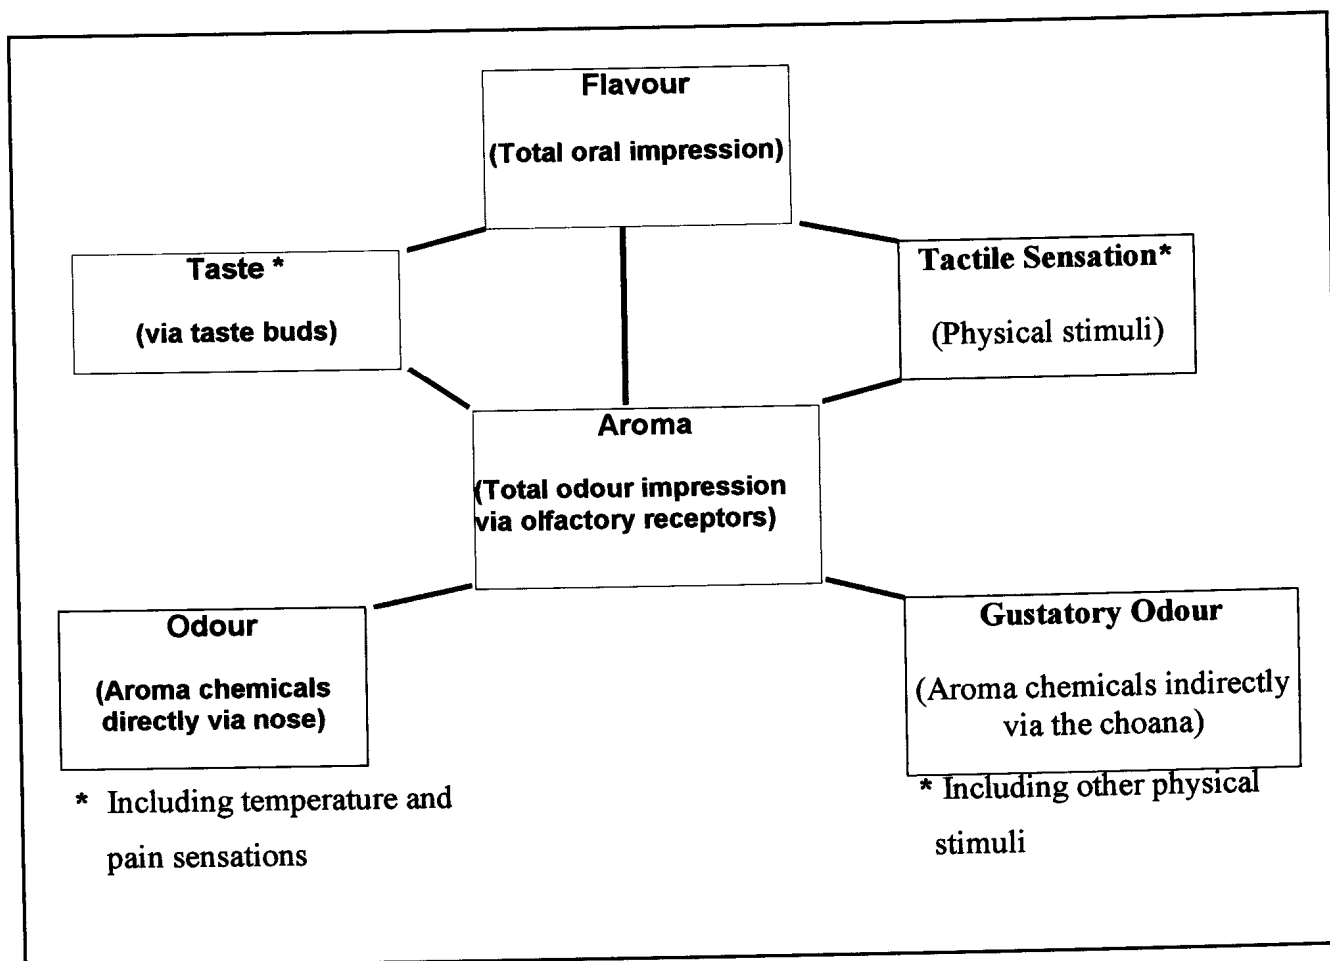 Flavour
(Total oral impression)
Taste *
(via taste buds)
Tactile Sensation*
(Physical stimuli)
Aroma
(Total odour impression
via olfactory receptors)
Odour
(Aroma chemicals
directly via nose)
Gustatory Odour
(Aroma chemicals indirectly
via the choana)
* Including temperature and
pain sensations
* Including other physical
stimuli